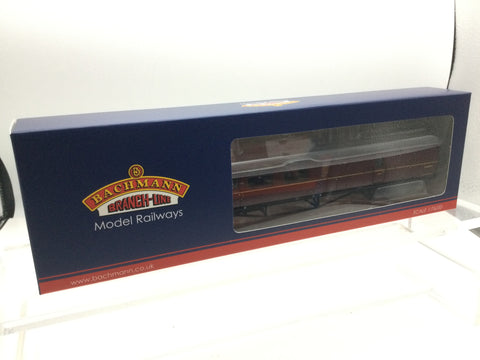 BACHMANN
BRANCH-LINE
Model Railways
www.bachmann.co.uk